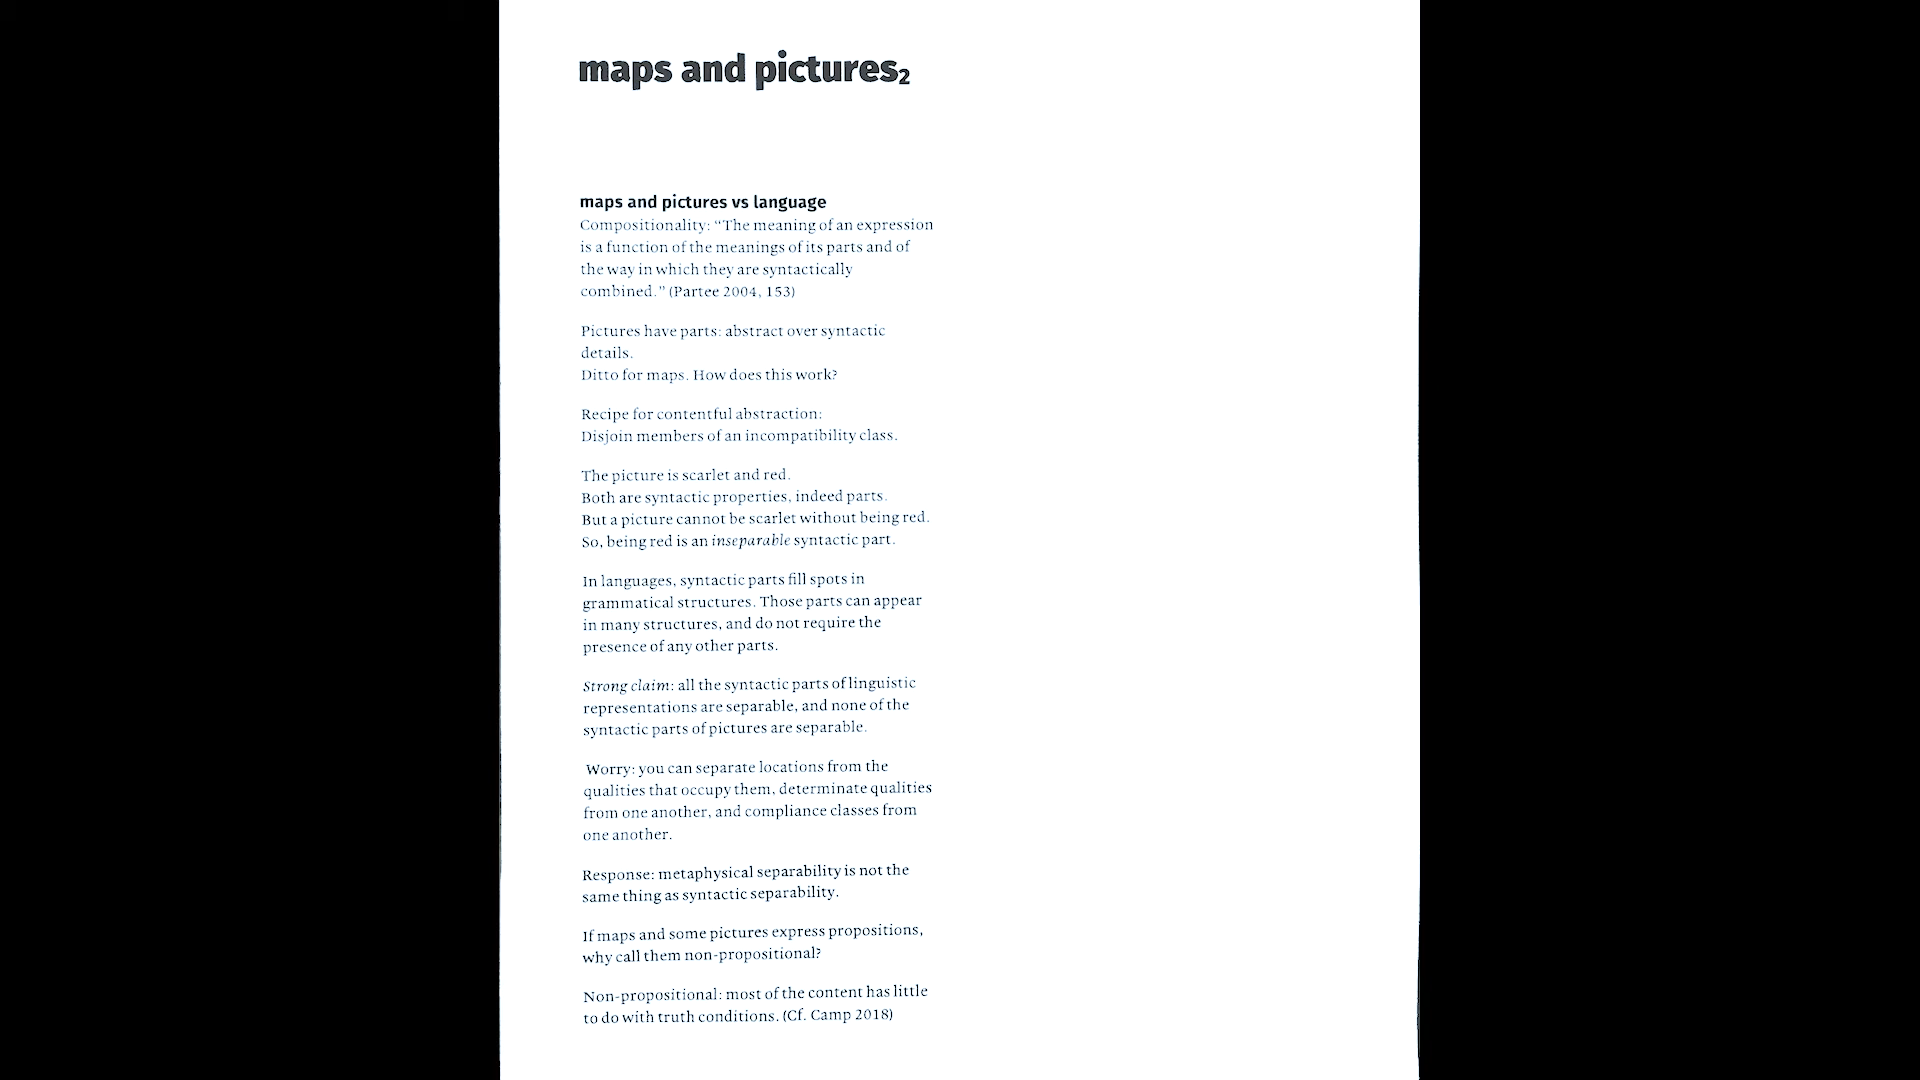 maps and pictures₂
maps and pictures vs language
Compositionality: “The meaning of an expression
is a function of the meanings of its parts and of
the way in which they are syntactically
combined.” (Partee 2004, 153)
Pictures have parts: abstract over syntactic
details.
Ditto for maps. How does this work?
Recipe for contentful abstraction:
Disjoin members of an incompatibility class.
The picture is scarlet and red.
Both are syntactic properties, indeed parts.
But a picture cannot be scarlet without being red.
So, being red is an inseparable syntactic part.
In languages, syntactic parts fill spots in
grammatical structures. Those parts can appear
in many structures, and do not require the
presence of any other parts.
Strong claim: all the syntactic parts of linguistic
representations are separable, and none of the
syntactic parts of pictures are separable.
Worry: you can separate locations from the
qualities that occupy them, determinate qualities
from one another, and compliance classes from
one another.
Response: metaphysical separability is not the
same thing as syntactic separability.
If maps and some pictures express propositions,
why call them non-propositional?
Non-propositional: most of the content has little
to do with truth conditions. (Cf. Camp 2018)